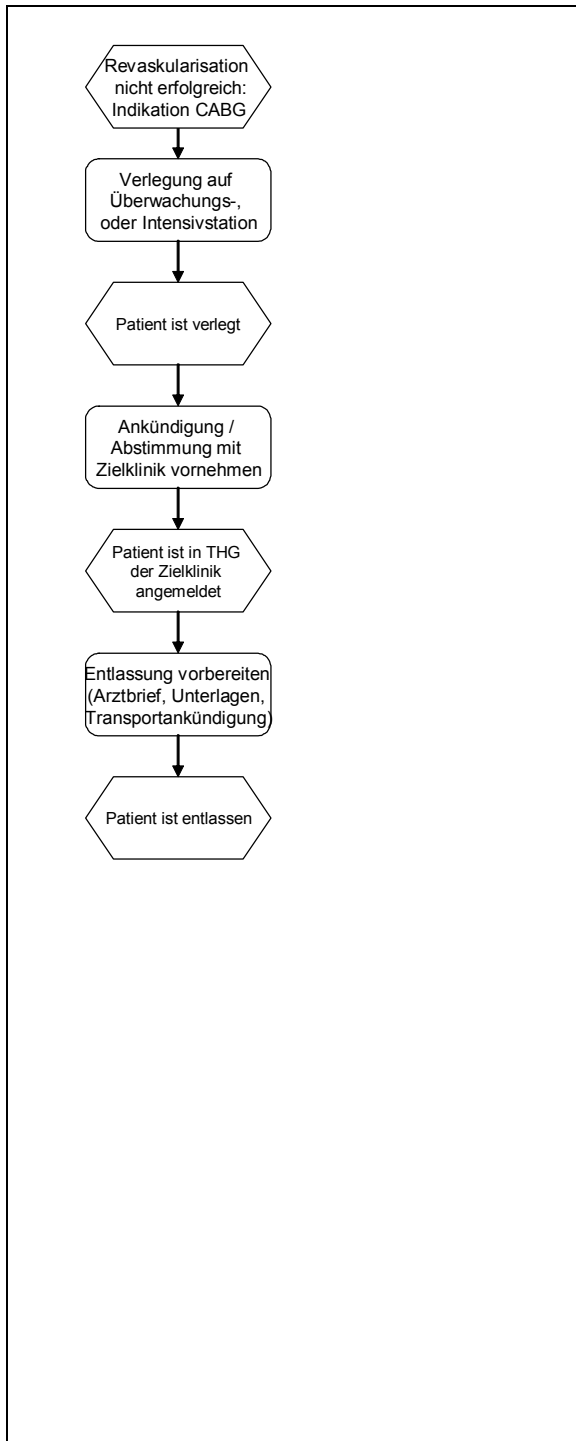 Revaskularisation
nicht erfolgreich:
Indikation CABG
Verlegung auf
Überwachungs-,
oder Intensivstation
Patient ist verlegt
Ankündigung /
Abstimmung mit
Zielklinik vornehmen
Patient ist in THG
der Zielklinik
angemeldet
Entlassung vorbereiten
(Arztbrief, Unterlagen,
Transportankündigung)
Patient ist entlassen